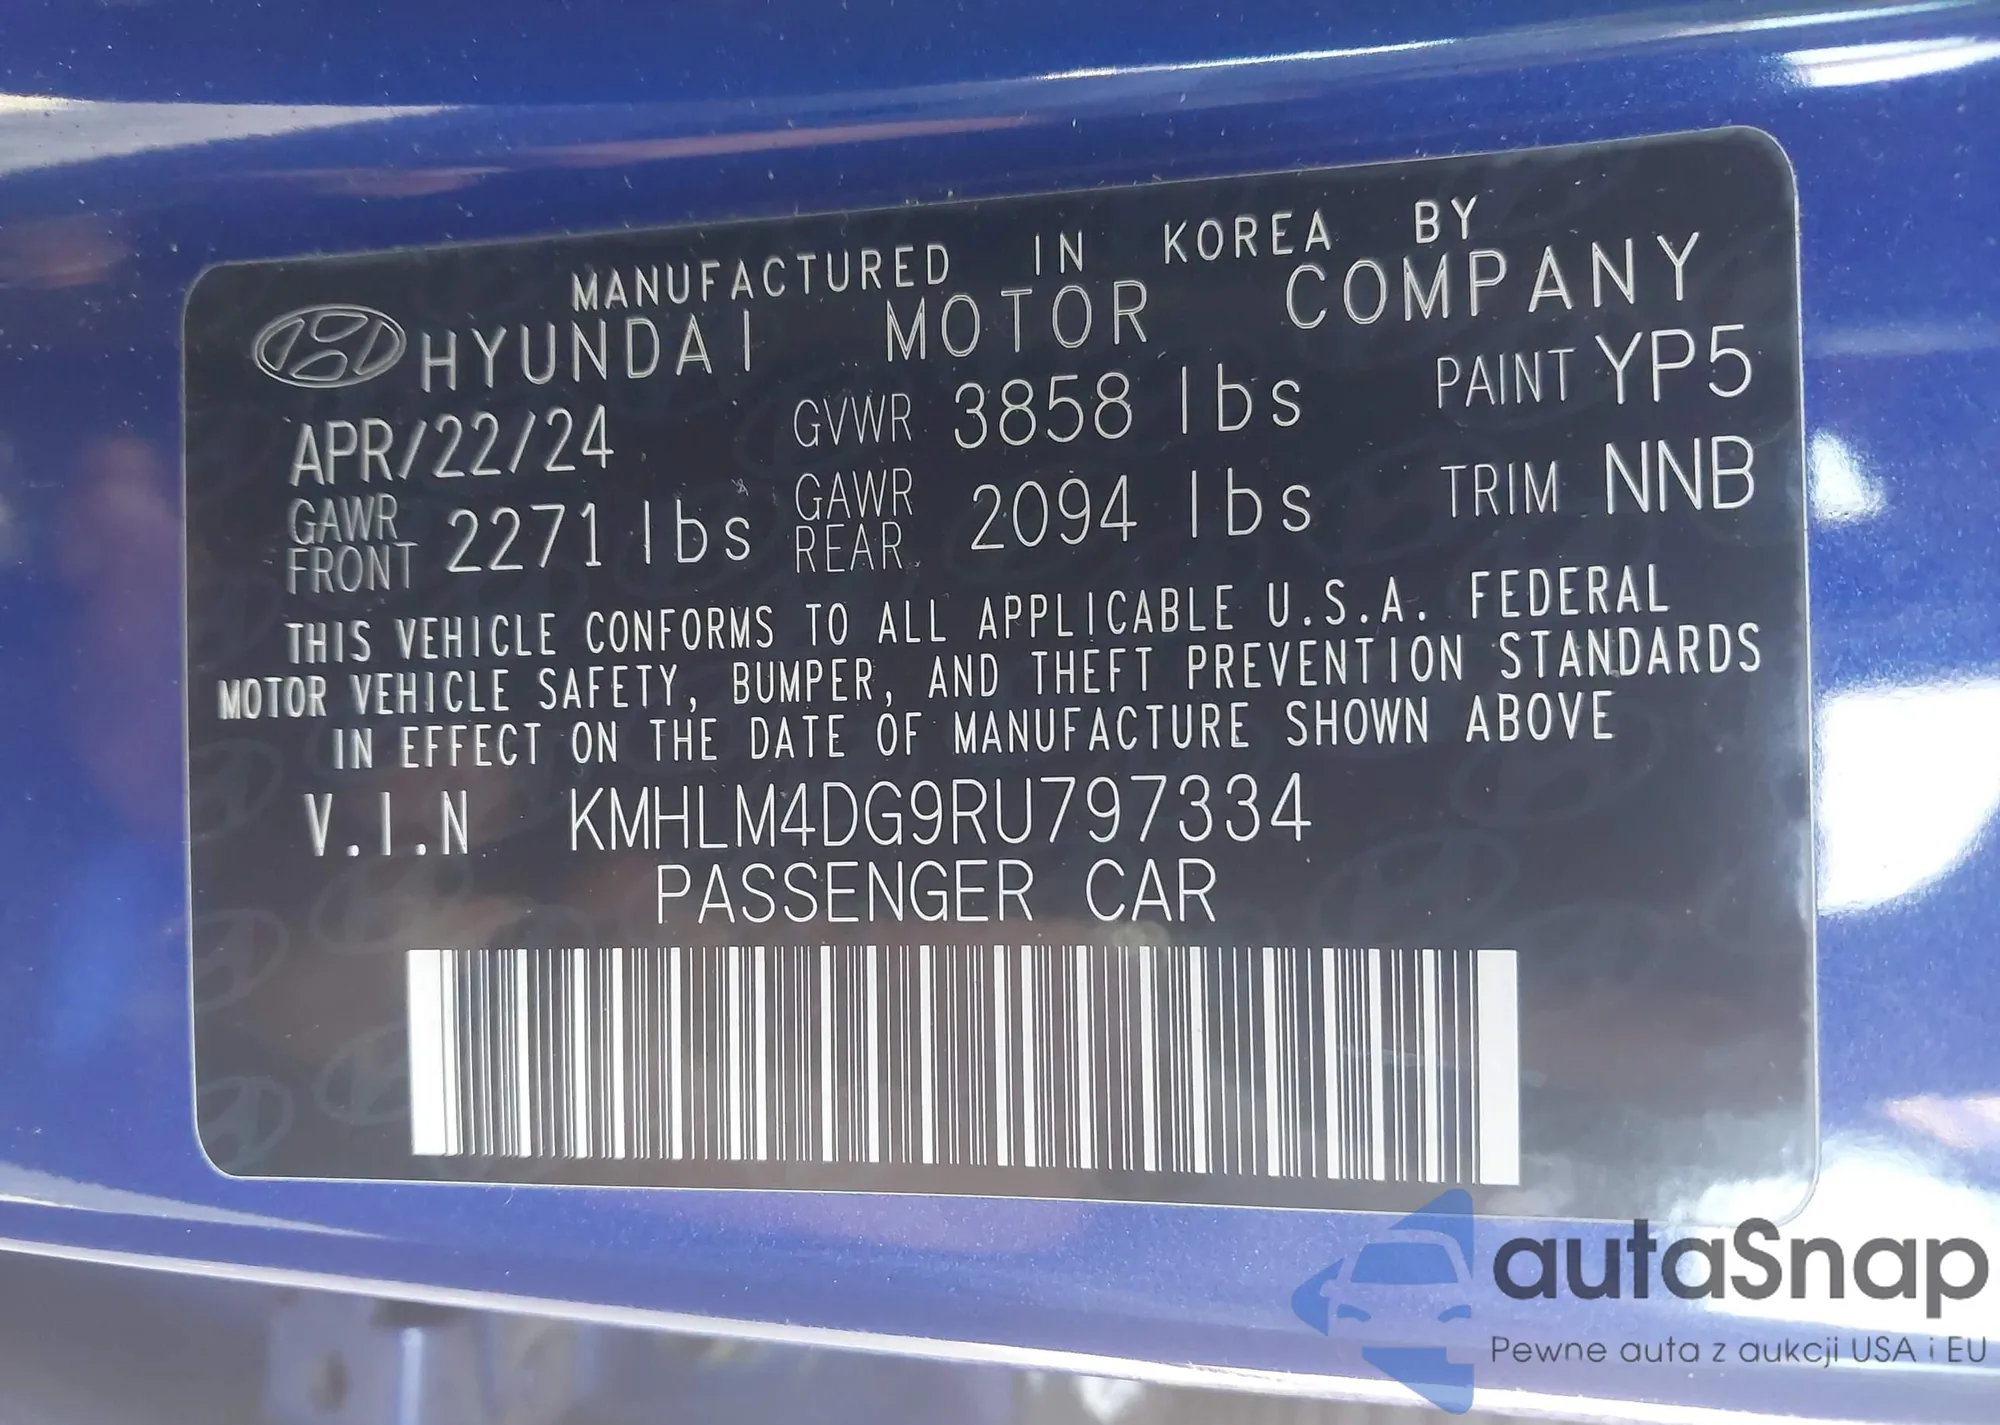 MANUFACTURED IN KOREA BY
HYUNDAI MOTOR COMPANY
APR/22/24 GVWR 3858 lbs PAINT YP5
GAWR FRONT 2271 lbs GAWR REAR 2094 lbs TRIM NNB
THIS VEHICLE CONFORMS TO ALL APPLICABLE U.S.A. FEDERAL
MOTOR VEHICLE SAFETY, BUMPER, AND THEFT PREVENTION STANDARDS
IN EFFECT ON THE DATE OF MANUFACTURE SHOWN ABOVE
V.I.N KMHLM4DG9RU797334
PASSENGER CAR
autaSnap
Pewne auta z aukcji USA i EU